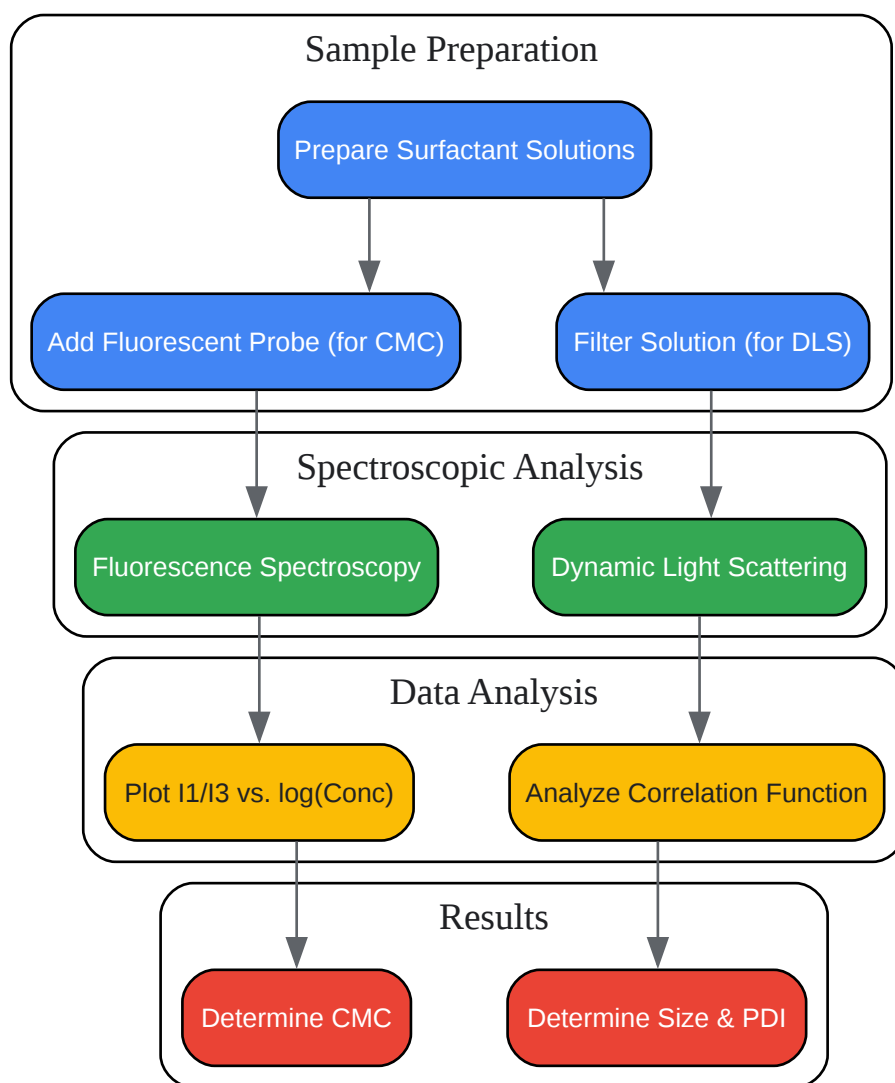 Sample Preparation
Prepare Surfactant Solutions
Add Fluorescent Probe (for CMC)
Filter Solution (for DLS)
Spectroscopic Analysis
Fluorescence Spectroscopy
Dynamic Light Scattering
Data Analysis
Plot I1/I3 vs. log(Conc)
Analyze Correlation Function
Results
Determine CMC
Determine Size & PDI